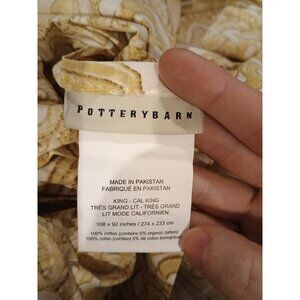 POTTERYBARN
MADE IN PAKISTAN
FABRIQUÉ EN PAKISTAN
KING - CAL KING
TRÈS GRAND LIT - TRÈS GRAND
LIT MODE CALIFORNIEN
108 x 92 inches / 274 x 233 cm
100% cotton (contains 5% organic cotton)
100% coton (contient 5% de coton biologique)